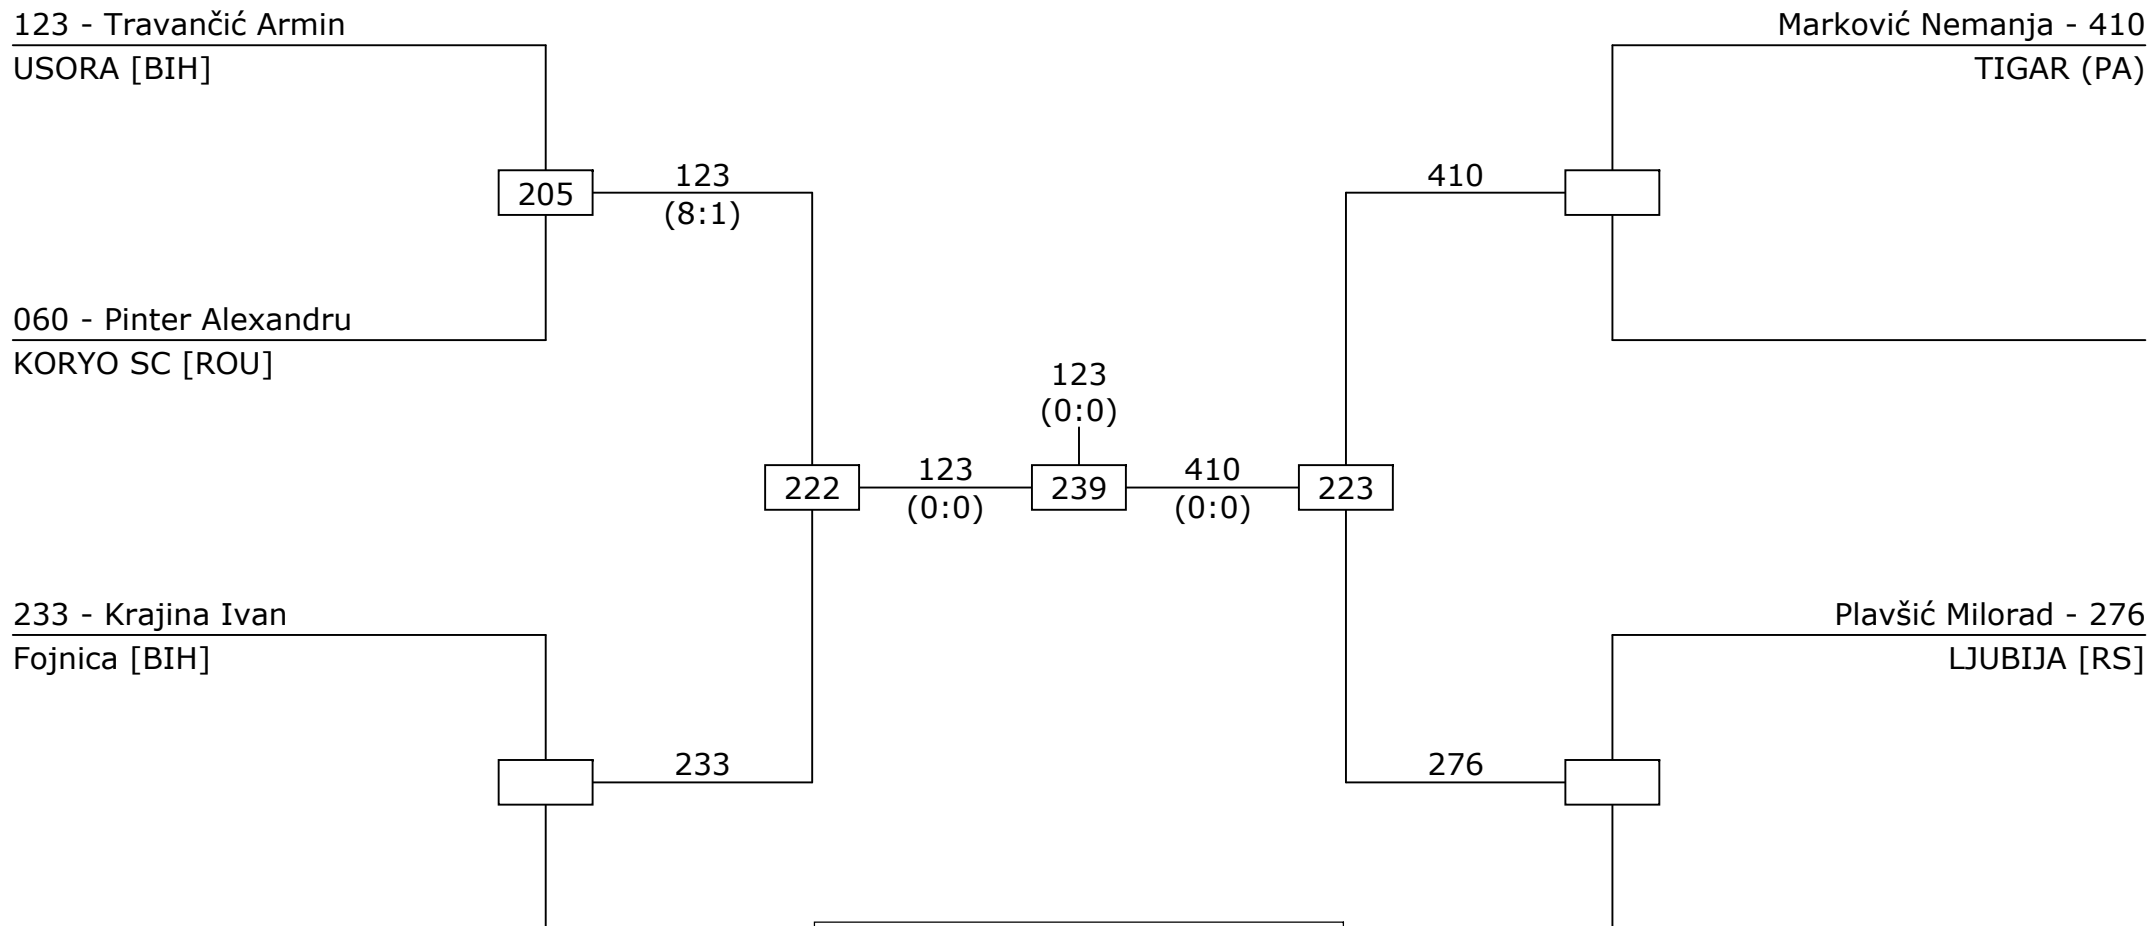 123 - Travančić Armin
USORA [BIH]
Marković Nemanja - 410
TIGAR (PA)
205
123
(8:1)
410
060 - Pinter Alexandru
KORYO SC [ROU]
123
(0:0)
222
123
(0:0)
239
410
(0:0)
223
233 - Krajina Ivan
Fojnica [BIH]
Plavšić Milorad - 276
LJUBIJA [RS]
233
276